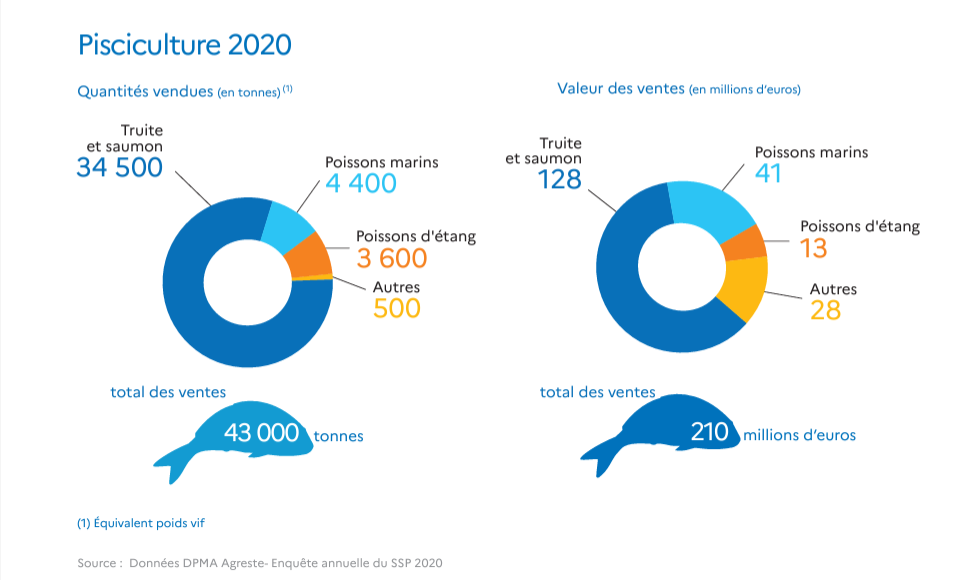 Pisciculture 2020
Quantités vendues (en tonnes) (1)
Truite
et saumon
34 500
Poissons marins
4 400
Poissons d'étang
3 600
Autres
500
total des ventes
43 000 tonnes
Valeur des ventes (en millions d'euros)
Truite
et saumon
128
Poissons marins
41
Poissons d'étang
13
Autres
28
total des ventes
210 millions d'euros
(1) Équivalent poids vif
Source : Données DPMA Agreste- Enquête annuelle du SSP 2020